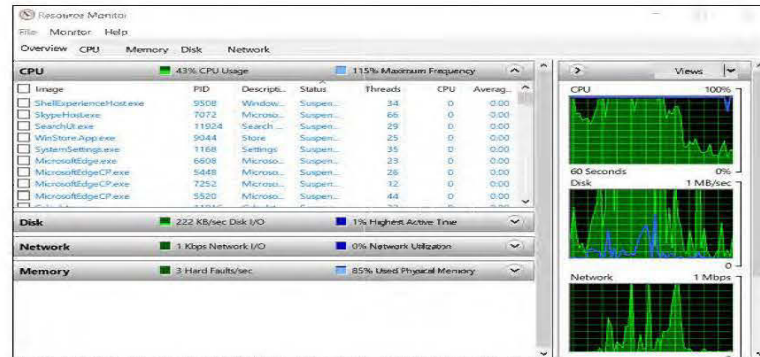 Resource Monitor
File Monitor Help
Overview CPU Memory Disk Network
CPU 43% CPU Usage 115% Maximum Frequency
Image PID Descripti... Status Threads CPU Averag...
ShellExperienceHost.exe 9508 Window... Suspen... 34 0 0.00
SkypeHost.exe 7072 Microso... Suspen... 66 0 0.00
SearchUI.exe 11924 Search ... Suspen... 29 0 0.00
WinStore.App.exe 9044 Store Suspen... 25 0 0.00
SystemSettings.exe 1168 Settings Suspen... 35 0 0.00
MicrosoftEdge.exe 6608 Microso... Suspen... 23 0 0.00
MicrosoftEdgeCP.exe 5448 Microso... Suspen... 26 0 0.00
MicrosoftEdgeCP.exe 7252 Microso... Suspen... 12 0 0.00
MicrosoftEdgeCP.exe 5520 Microso... Suspen... 44 0 0.00
Disk 222 KB/sec Disk I/O 1% Highest Active Time
Network 1 Kbps Network I/O 0% Network Utilization
Memory 3 Hard Faults/sec 85% Used Physical Memory
Views
CPU 100%
60 Seconds 0%
Disk 1 MB/sec
0
Network 1 Mbps